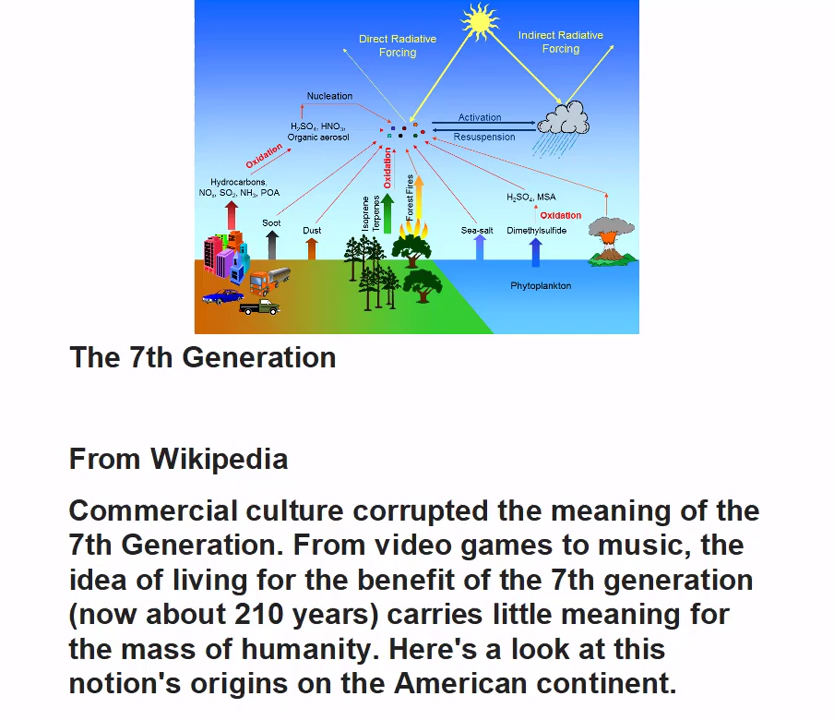 Direct Radiative
Forcing
Indirect Radiative
Forcing
Nucleation
H2SO4, HNO3,
Organic aerosol
Activation
Resuspension
Oxidation
Hydrocarbons,
NOx, SO2, NH3, POA
Soot
Dust
Isoprene
Terpenes
Oxidation
Forest Fires
H2SO4, MSA
Oxidation
Sea-salt
Dimethylsulfide
Phytoplankton
The 7th Generation
From Wikipedia
Commercial culture corrupted the meaning of the
7th Generation. From video games to music, the
idea of living for the benefit of the 7th generation
(now about 210 years) carries little meaning for
the mass of humanity. Here's a look at this
notion's origins on the American continent.